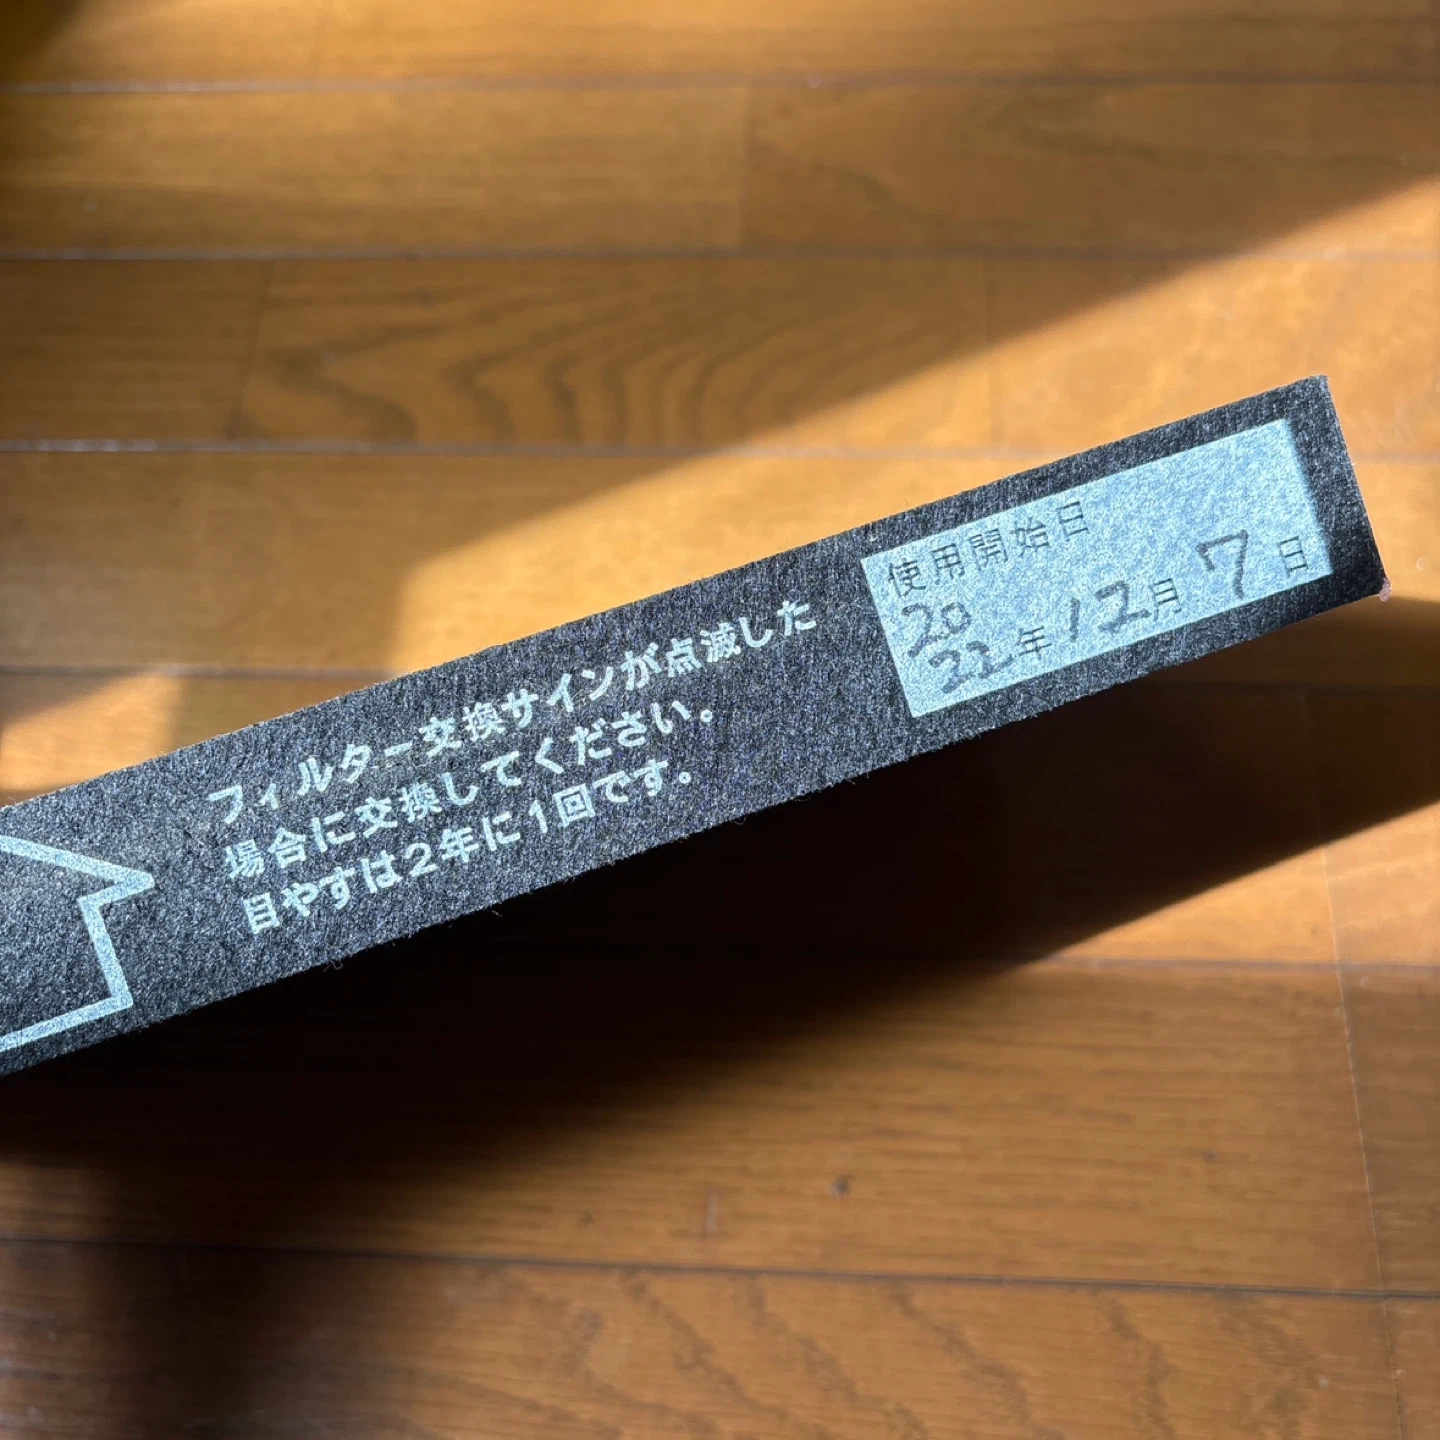 フィルター交換サインが点滅した
場合に交換してください。
目やすは2年に1回です。
使用開始日
20
22年12月7日